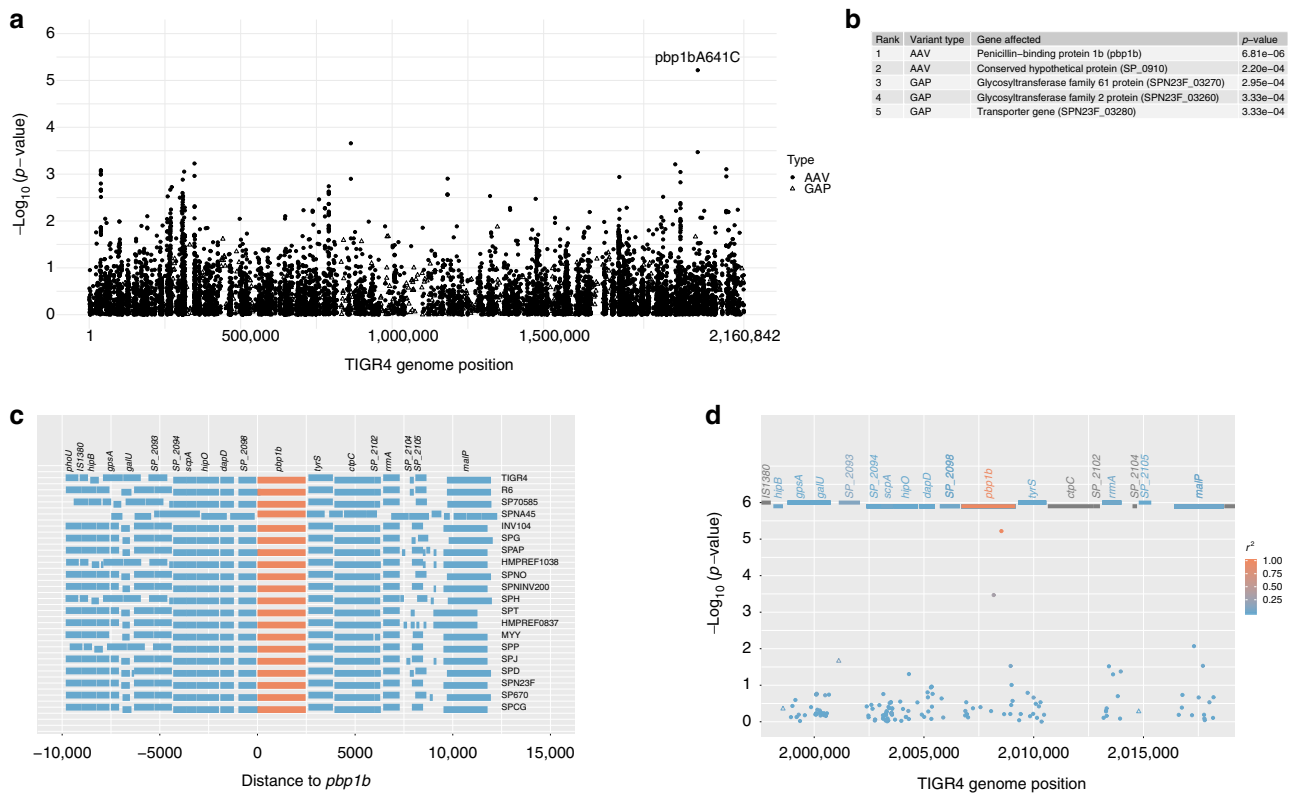 a
6
5
4
3
2
1
0
−Log10 (p−value)
pbp1bA641C
1
500,000
1,000,000
1,500,000
2,160,842
TIGR4 genome position
Type
AAV
GAP
b
Rank Variant type Gene affected p-value
1 AAV Penicillin-binding protein 1b (pbp1b) 6.81e−06
2 AAV Conserved hypothetical protein (SP_0910) 2.20e−04
3 GAP Glycosyltransferase family 61 protein (SPN23F_03270) 2.95e−04
4 GAP Glycosyltransferase family 2 protein (SPN23F_03260) 3.33e−04
5 GAP Transporter gene (SPN23F_03280) 3.33e−04
c
phoU IS1380 hipB gpsA galU SP_2093 SP_2094 scpA hipO dapD SP_2098 pbp1b tyrS ctpC SP_2102 rrmA SP_2104 SP_2105 malP
TIGR4
R6
SP70585
SPNA45
INV104
SPG
SPAP
HMPREF1038
SPNO
SPNINV200
SPH
SPT
HMPREF0837
MYY
SPP
SPJ
SPD
SPN23F
SP670
SPCG
−10,000
−5000
0
5000
10,000
15,000
Distance to pbp1b
d
IS1380 hipB gpsA galU SP_2093 SP_2094 scpA hipO dapD SP_2098 pbp1b tyrS ctpC SP_2102 rrmA SP_2104 SP_2105 malP
6
5
4
3
2
1
0
−Log10 (p−value)
2,000,000
2,005,000
2,010,000
2,015,000
TIGR4 genome position
r2
1.00
0.75
0.50
0.25